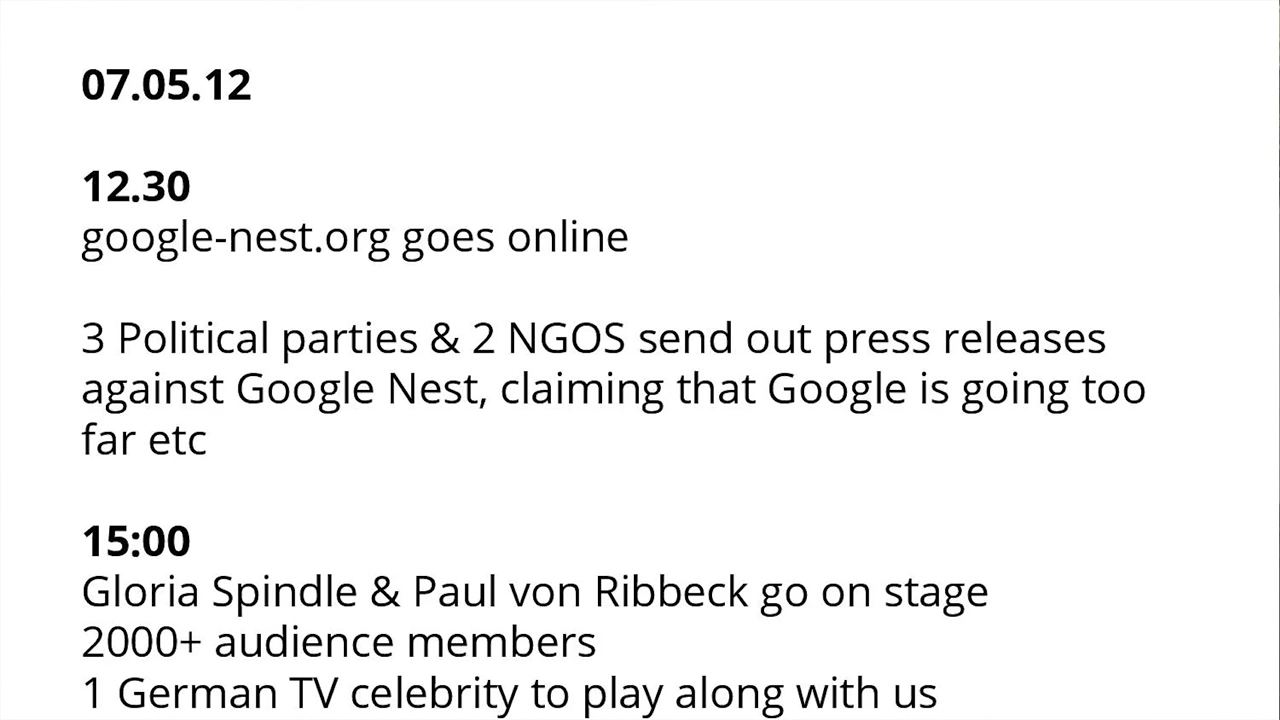 07.05.12
12.30
google-nest.org goes online
3 Political parties & 2 NGOS send out press releases
against Google Nest, claiming that Google is going too
far etc
15:00
Gloria Spindle & Paul von Ribbeck go on stage
2000+ audience members
1 German TV celebrity to play along with us